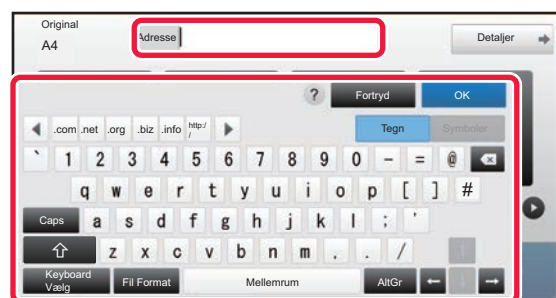 Original
A4
Adresse
Detaljer
? Fortryd OK
.com .net .org .biz .info http:/
/
Tegn Symboler
` 1 2 3 4 5 6 7 8 9 0 - = @
q w e r t y u i o p [ ] #
Caps a s d f g h j k l ; '
z x c v b n m . . /
Keyboard
Vælg
Fil Format Mellemrum AltGr